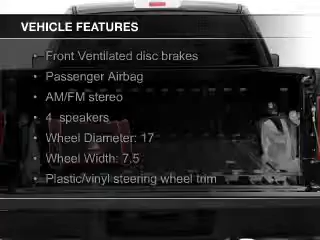 VEHICLE FEATURES
• Front Ventilated disc brakes
• Passenger Airbag
• AM/FM stereo
• 4 speakers
• Wheel Diameter: 17
• Wheel Width: 7.5
• Plastic/vinyl steering wheel trim